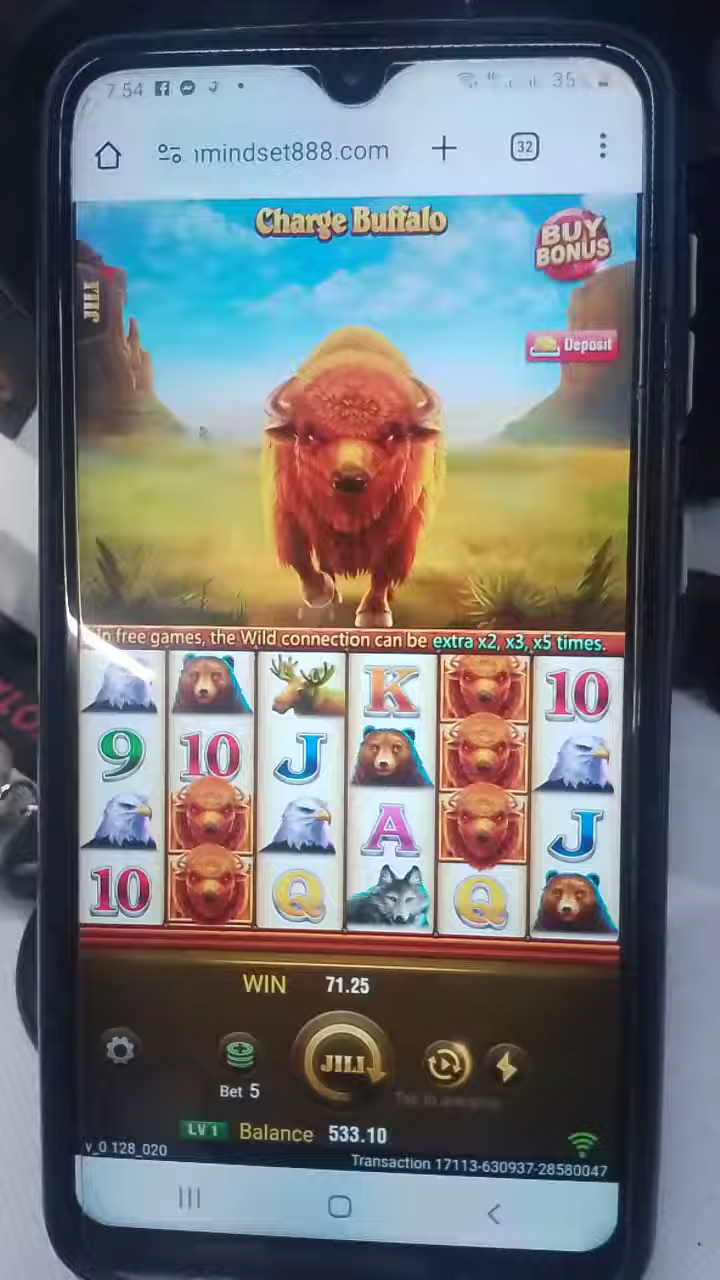 7:54 35
mindset888.com 32
Charge Buffalo
BUY
BONUS
JILI
Deposit
In free games, the Wild connection can be extra x2, x3, x5 times.
K 10
9 10 J
A J
10 Q Q
WIN 71.25
JILI
Bet 5
LV 1 Balance 533.10
v_0.128_020
Transaction 17113-630937-28580047